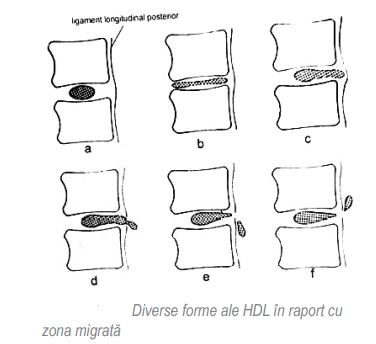 ligament longitudinal posterior
a
b
c
d
e
f
Diverse forme ale HDL în raport cu
zona migrată